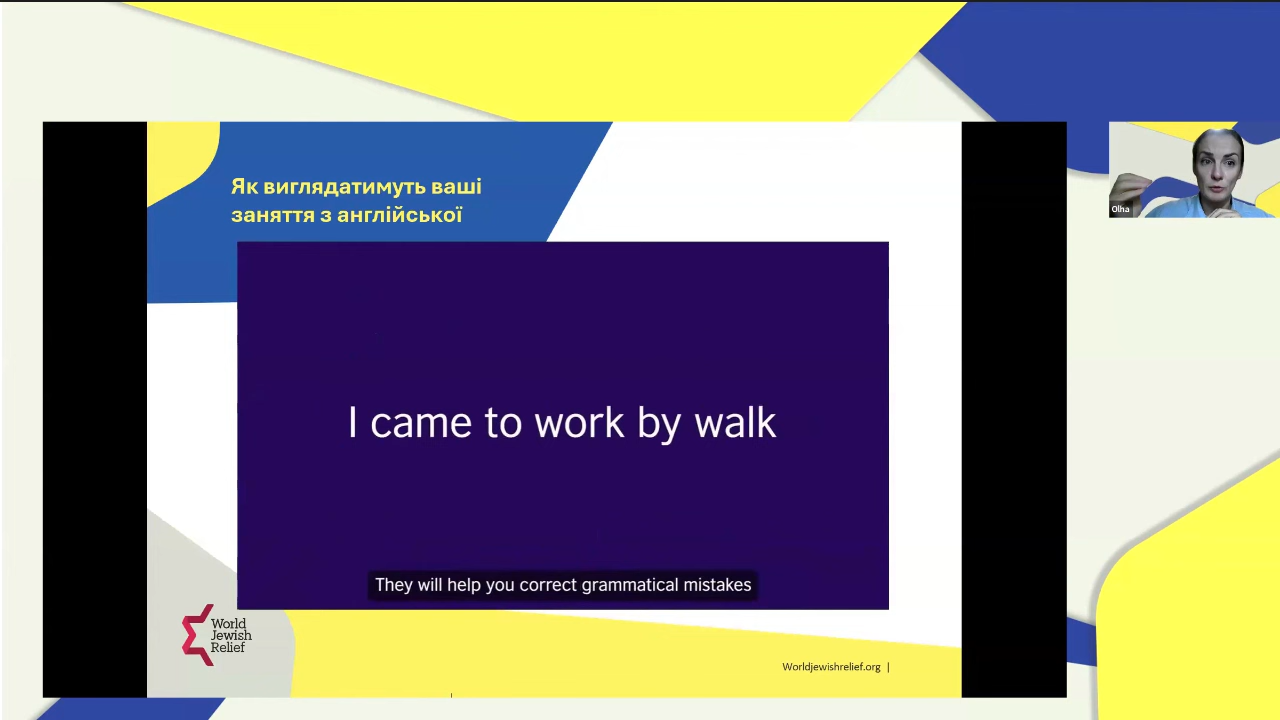 Як виглядатимуть ваші
заняття з англійської
Olha
I came to work by walk
They will help you correct grammatical mistakes
World
Jewish
Relief
Worldjewishrelief.org |